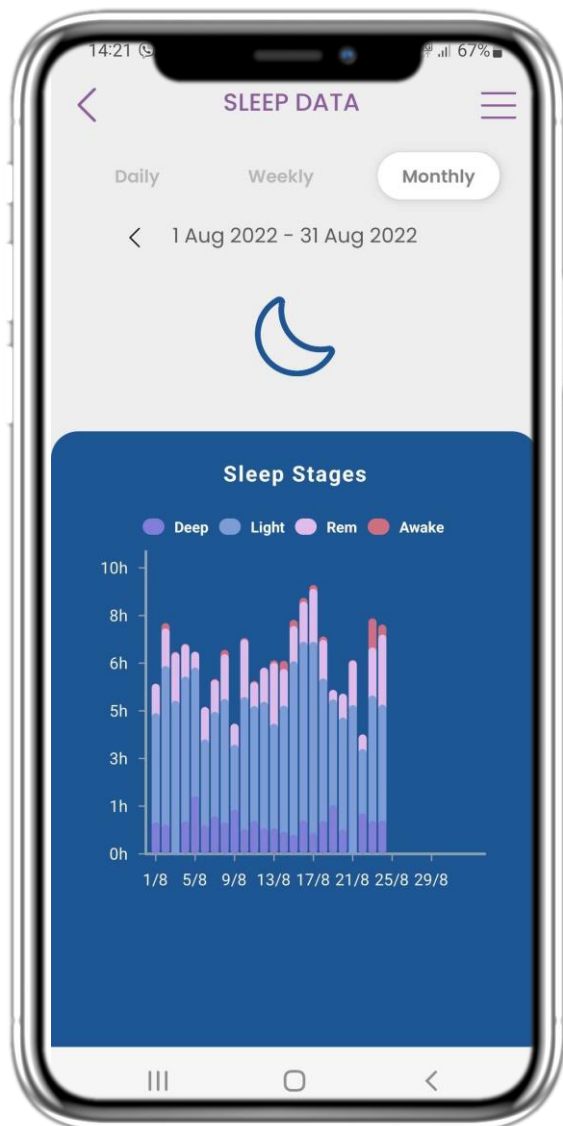 14:21 67%
SLEEP DATA
Daily Weekly Monthly
1 Aug 2022 - 31 Aug 2022
Sleep Stages
Deep Light Rem Awake
10h
8h
6h
5h
3h
1h
0h
1/8 5/8 9/8 13/8 17/8 21/8 25/8 29/8